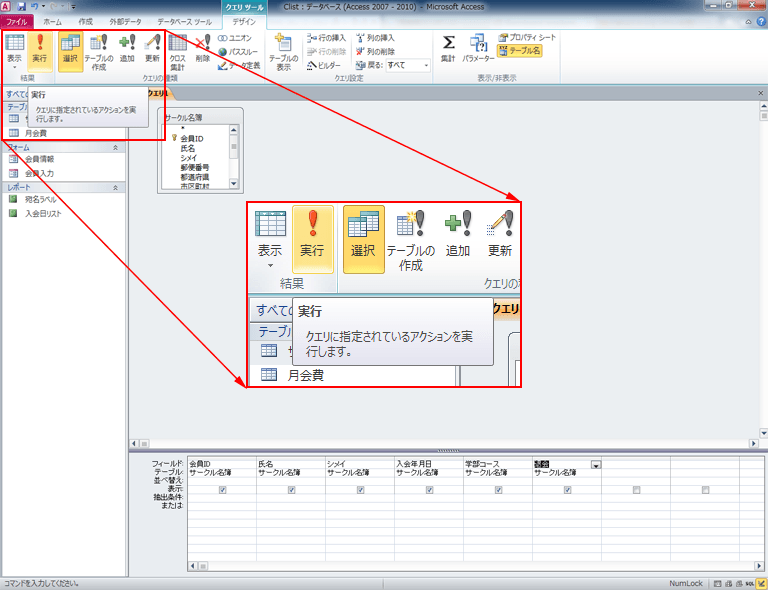 クエリ ツール
Clist : データベース (Access 2007 - 2010) - Microsoft Access
ファイル ホーム 作成 外部データ データベース ツール デザイン
表示
実行
選択
テーブルの
作成
追加
更新
クロス
集計
削除
ユニオン
パススルー
データ定義
テーブルの
表示
行の挿入
行の削除
ビルダー
列の挿入
列の削除
戻る: すべて
Σ
集計
パラメーター
プロパティ シート
テーブル名
結果
クエリの種類
クエリ設定
表示/非表示
すべて
実行
クエリに指定されているアクションを実
行します。
クエリ1
テーブル
月会費
フォーム
会員情報
会員入力
レポート
宛名ラベル
入会日リスト
サークル名簿
*
会員ID
氏名
シメイ
郵便番号
都道府県
市区町村
表示
実行
選択
テーブルの
作成
追加
更新
結果
クエリの
すべての
実行
クエリ
クエリに指定されているアクションを実
行します。
テーブル
月会費
フィールド: 会員ID 氏名 シメイ 入会年月日 学部コース 退会
テーブル: サークル名簿 サークル名簿 サークル名簿 サークル名簿 サークル名簿 サークル名簿
並べ替え:
表示:
抽出条件:
または:
コマンドを入力してください。
NumLock
SQL